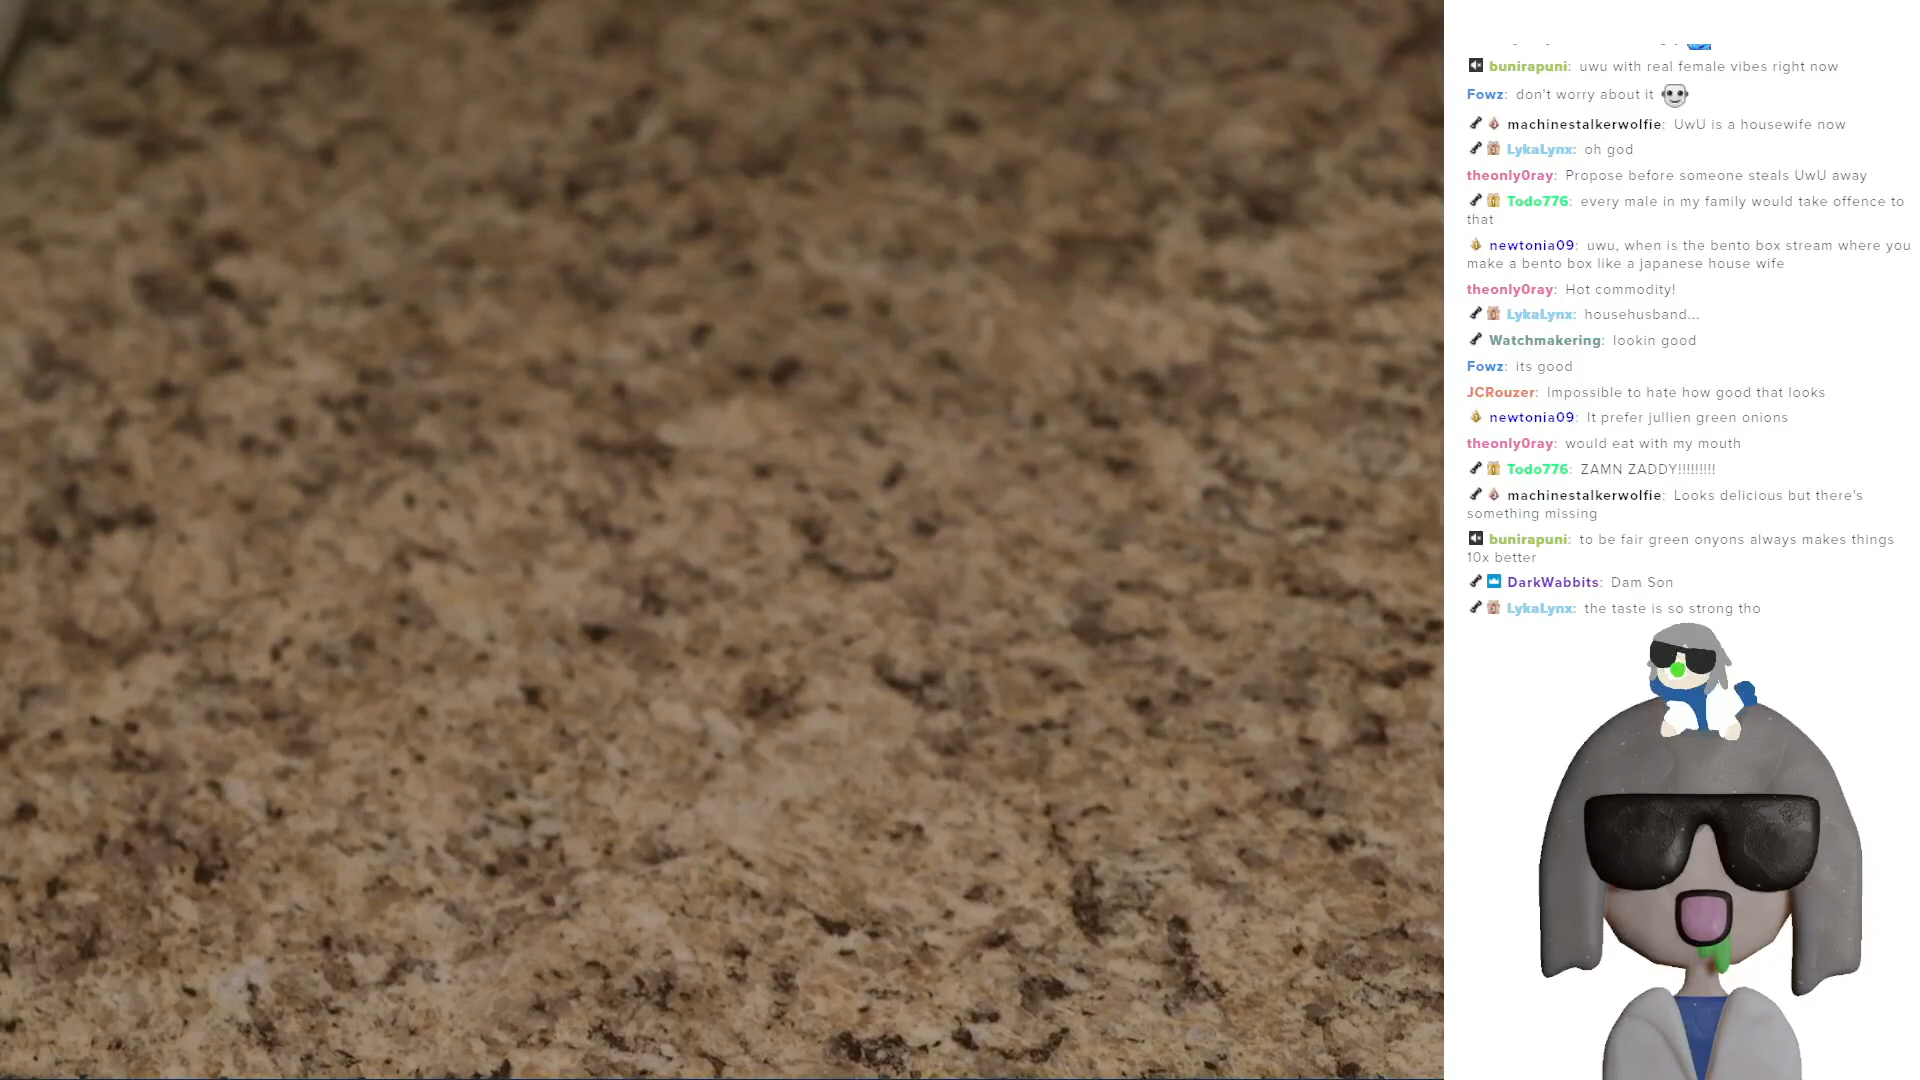 bunirapuni: uwu with real female vibes right now
Fowz: don't worry about it
machinestalkerwolfie: UwU is a housewife now
LykaLynx: oh god
theonly0ray: Propose before someone steals UwU away
Todo776: every male in my family would take offence to
that
newtonia09: uwu, when is the bento box stream where you
make a bento box like a japanese house wife
theonly0ray: Hot commodity!
LykaLynx: househusband...
Watchmakering: lookin good
Fowz: its good
JCRouzer: Impossible to hate how good that looks
newtonia09: It prefer jullien green onions
theonly0ray: would eat with my mouth
Todo776: ZAMN ZADDY!!!!!!!!!
machinestalkerwolfie: Looks delicious but there's
something missing
bunirapuni: to be fair green onyons always makes things
10x better
DarkWabbits: Dam Son
LykaLynx: the taste is so strong tho